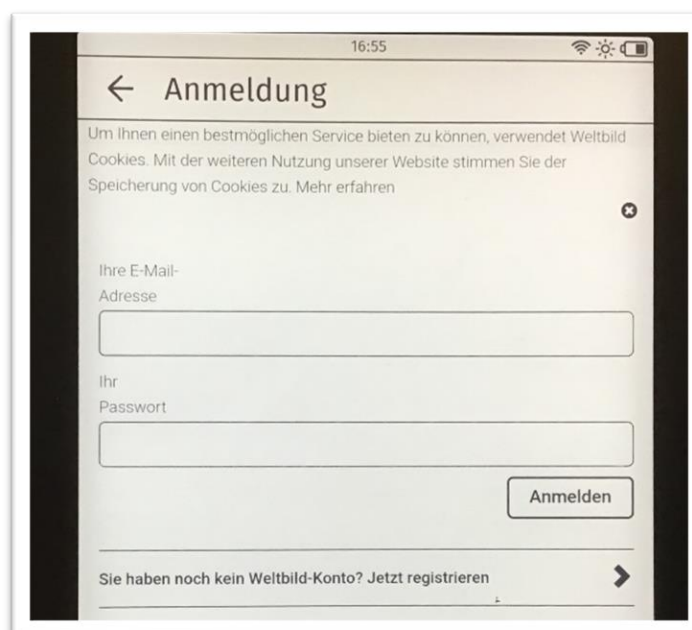 16:55
← Anmeldung
Um Ihnen einen bestmöglichen Service bieten zu können, verwendet Weltbild
Cookies. Mit der weiteren Nutzung unserer Website stimmen Sie der
Speicherung von Cookies zu. Mehr erfahren
Ihre E-Mail-
Adresse
Ihr
Passwort
Anmelden
Sie haben noch kein Weltbild-Konto? Jetzt registrieren